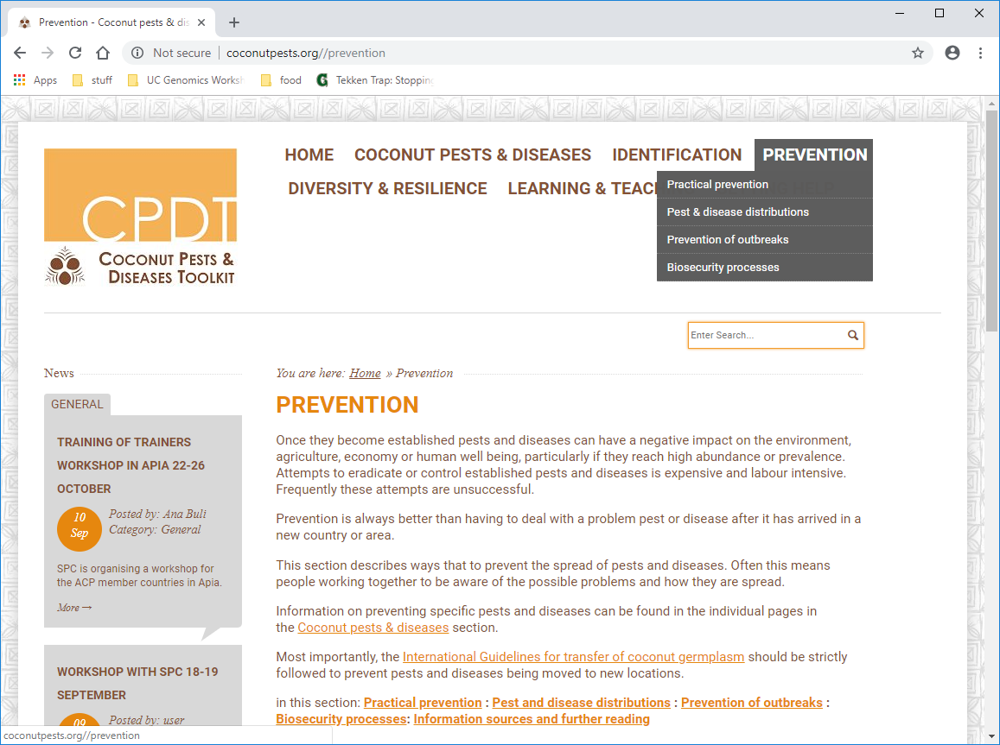 Prevention - Coconut pests & dis
Not secure
coconutpests.org//prevention
Apps
stuff
UC Genomics Worksh
food
Tekken Trap: Stopping
CPDT
COCONUT PESTS &
DISEASES TOOLKIT
HOME
COCONUT PESTS & DISEASES
IDENTIFICATION
PREVENTION
DIVERSITY & RESILIENCE
LEARNING & TEAC
Practical prevention
Pest & disease distributions
Prevention of outbreaks
Biosecurity processes
Enter Search...
News
GENERAL
TRAINING OF TRAINERS
WORKSHOP IN APIA 22-26
OCTOBER
10
Sep
Posted by: Ana Buli
Category: General
SPC is organising a workshop for
the ACP member countries in Apia.
More →
WORKSHOP WITH SPC 18-19
SEPTEMBER
09
Posted by: user
You are here: Home » Prevention
PREVENTION
Once they become established pests and diseases can have a negative impact on the environment,
agriculture, economy or human well being, particularly if they reach high abundance or prevalence.
Attempts to eradicate or control established pests and diseases is expensive and labour intensive.
Frequently these attempts are unsuccessful.
Prevention is always better than having to deal with a problem pest or disease after it has arrived in a
new country or area.
This section describes ways that to prevent the spread of pests and diseases. Often this means
people working together to be aware of the possible problems and how they are spread.
Information on preventing specific pests and diseases can be found in the individual pages in
the Coconut pests & diseases section.
Most importantly, the International Guidelines for transfer of coconut germplasm should be strictly
followed to prevent pests and diseases being moved to new locations.
in this section: Practical prevention : Pest and disease distributions : Prevention of outbreaks :
Biosecurity processes: Information sources and further reading
coconutpests.org//prevention